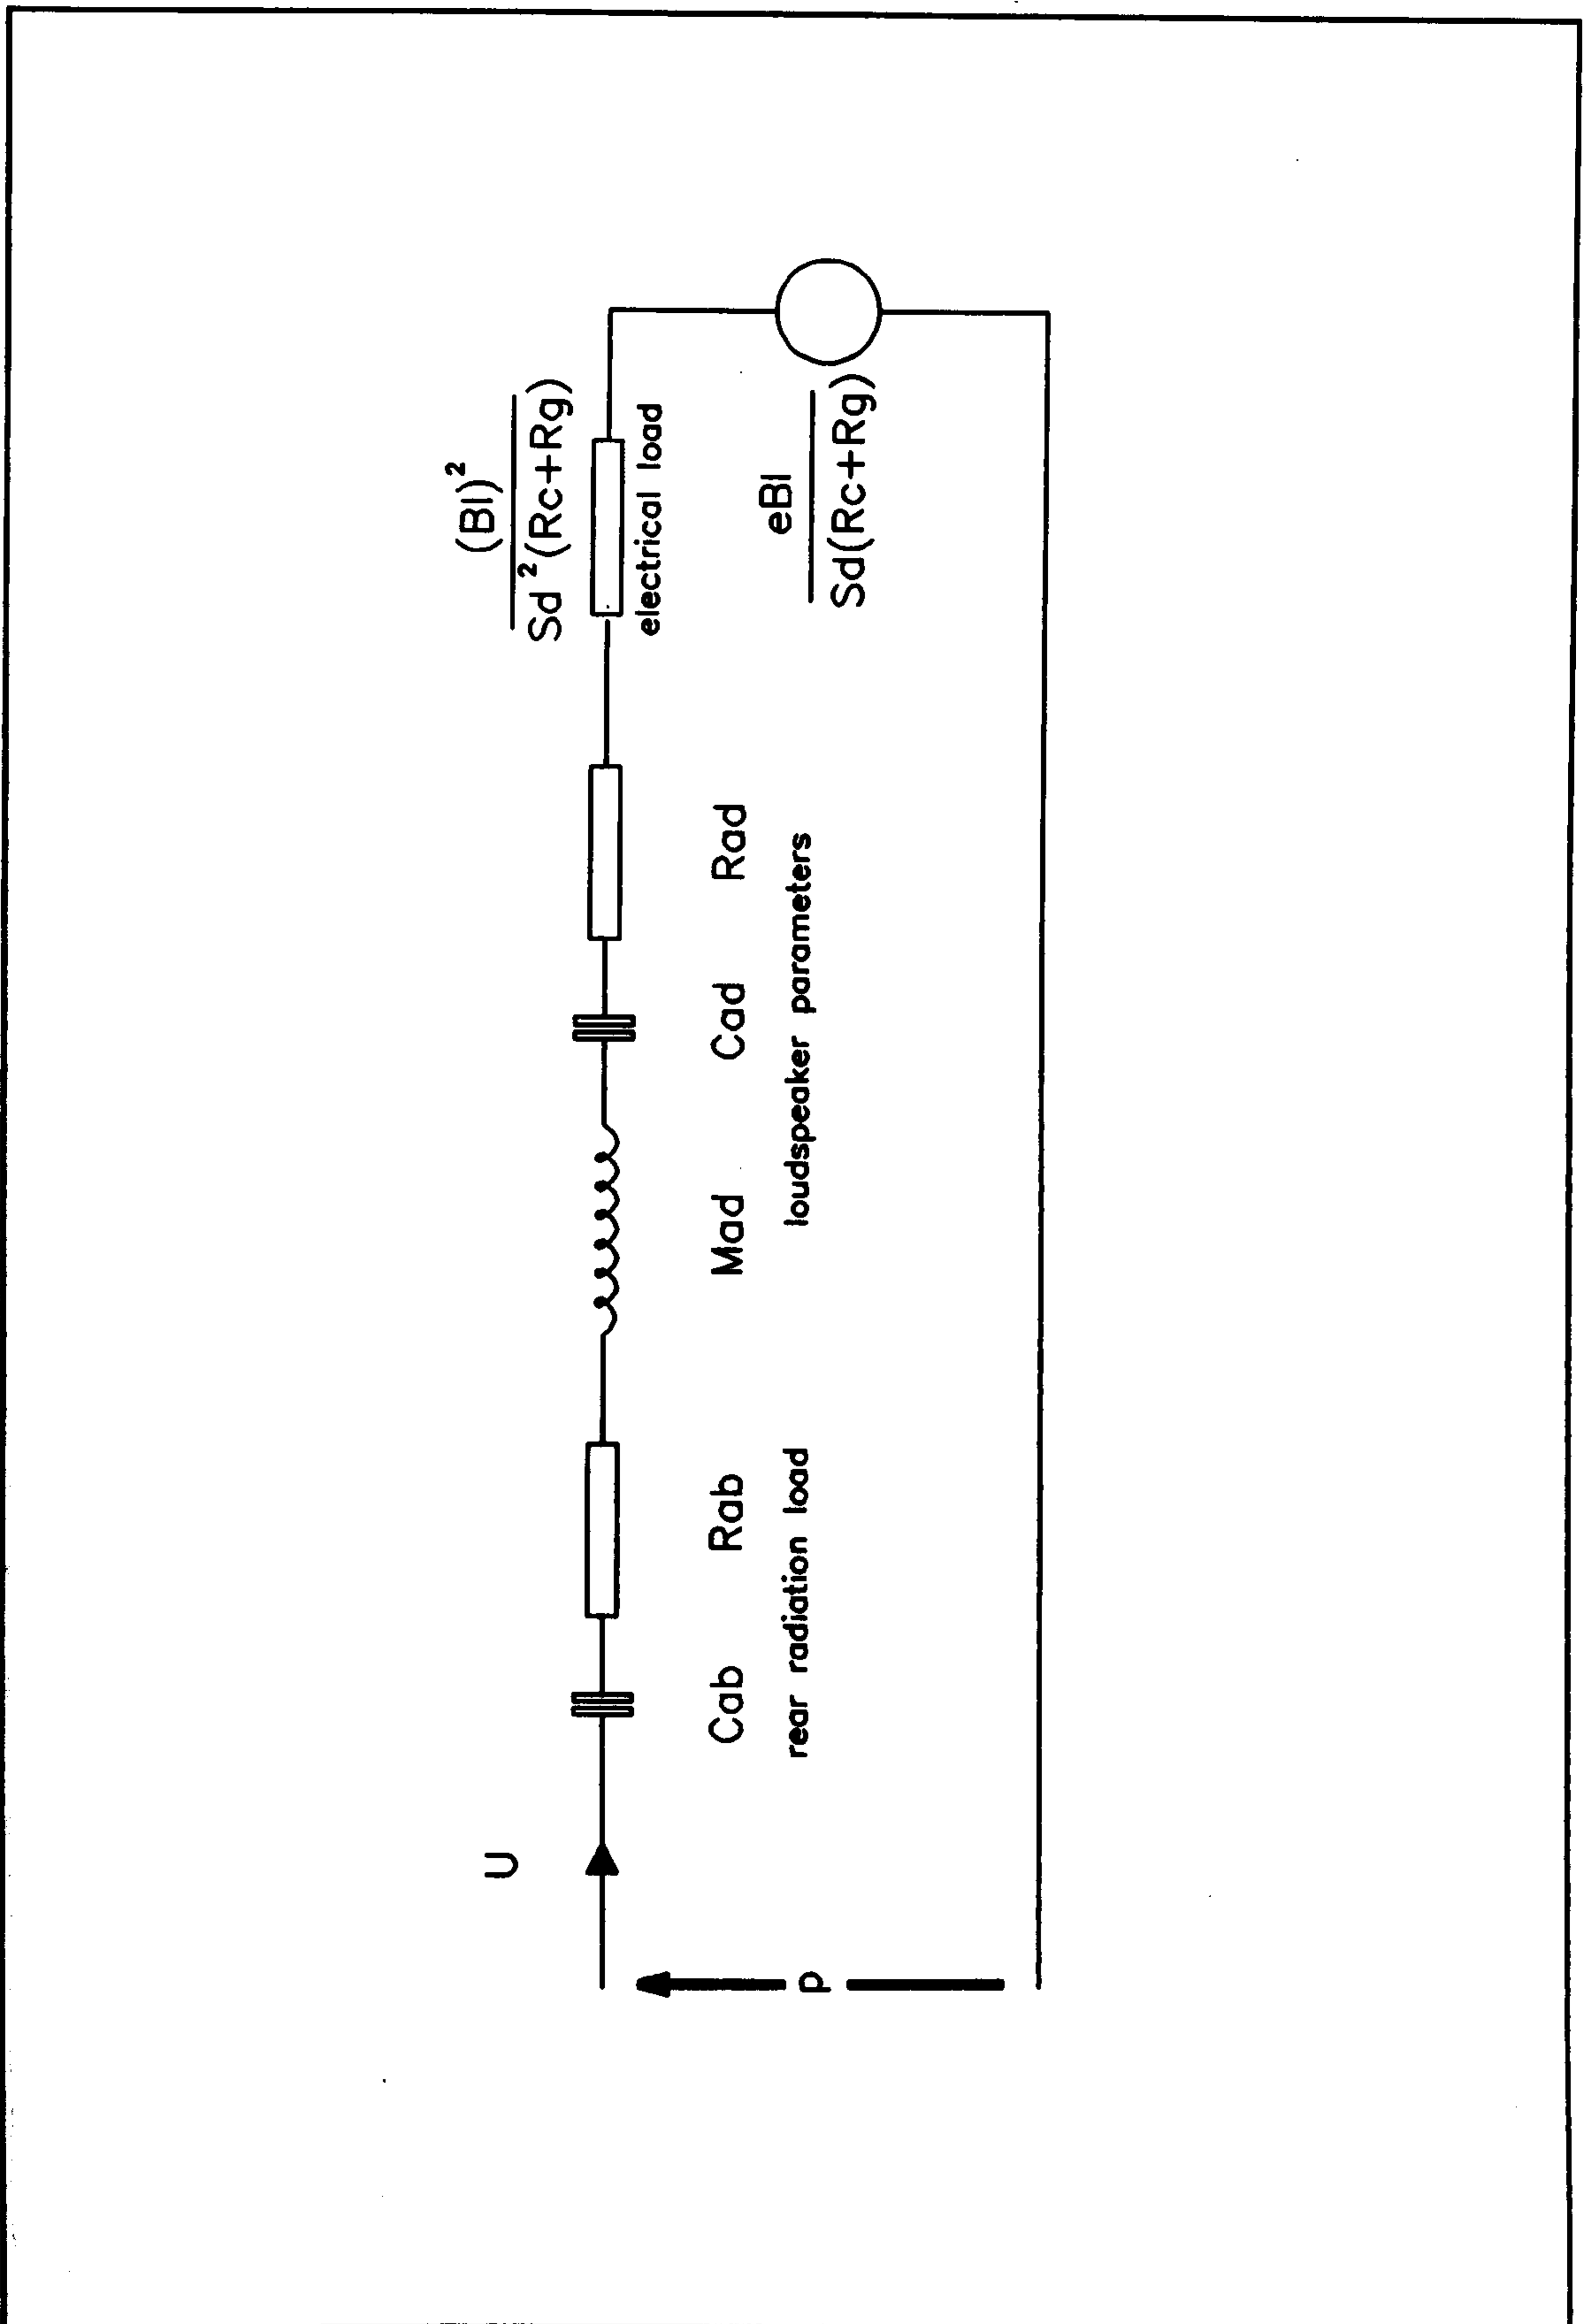 (Bl)²
U
Sd²(Rc+Rg)
electrical load
Cab Rab Mad Cad Rad
eBl
rear radiation load loudspeaker parameters
p
Sd(Rc+Rg)